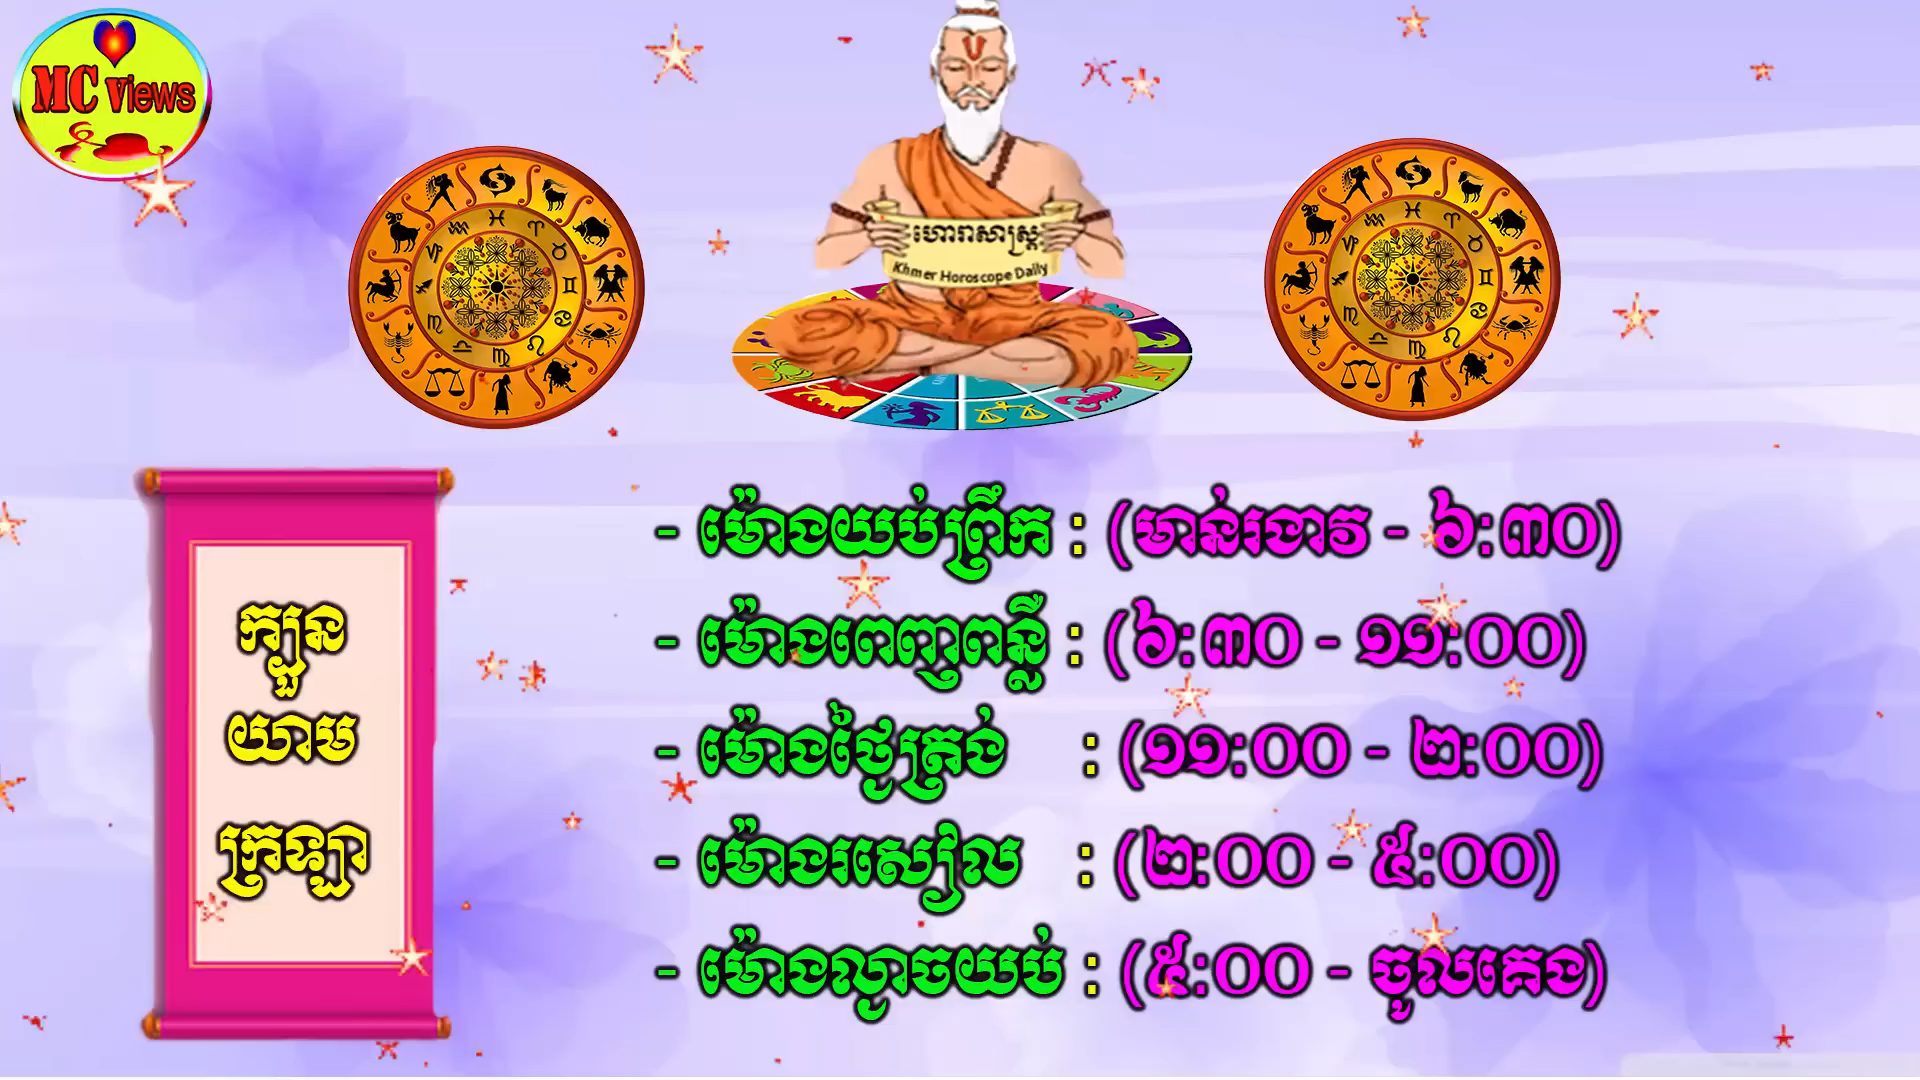 MC Views
ហោរាសាស្ត្រ
Khmer Horoscope Daily
ក្បួន
យាម
ក្រឡា
- ម៉ោងយប់ព្រឹក : (មាន់រងាវ - ៦:៣០)
- ម៉ោងពេញពន្លឺ : (៦:៣០ - ១១:០០)
- ម៉ោងថ្ងៃត្រង់ : (១១:០០ - ២:០០)
- ម៉ោងរសៀល : (២:០០ - ៥:០០)
- ម៉ោងល្ងាចយប់ : (៥:០០ - ចូលគេង)